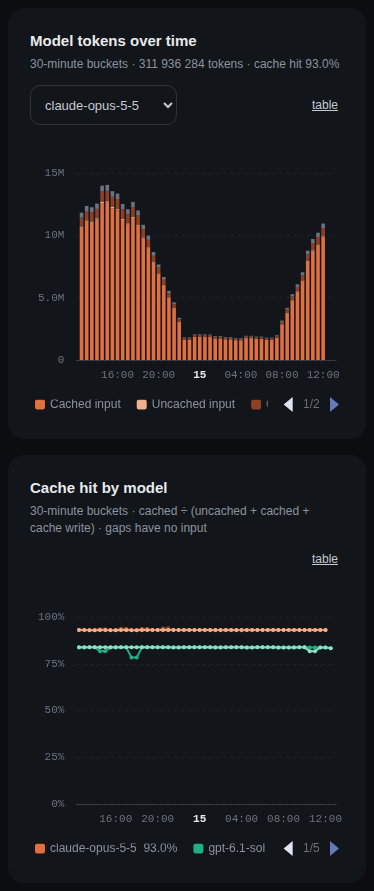 Model tokens over time
30-minute buckets · 311 936 284 tokens · cache hit 93.0%
claude-opus-5-5
table
15M
10M
5.0M
0
16:00 20:00 15 04:00 08:00 12:00
Cached input Uncached input 1/2
Cache hit by model
30-minute buckets · cached ÷ (uncached + cached +
cache write) · gaps have no input
table
100%
75%
50%
25%
0%
16:00 20:00 15 04:00 08:00 12:00
claude-opus-5-5 93.0% gpt-6.1-sol 1/5